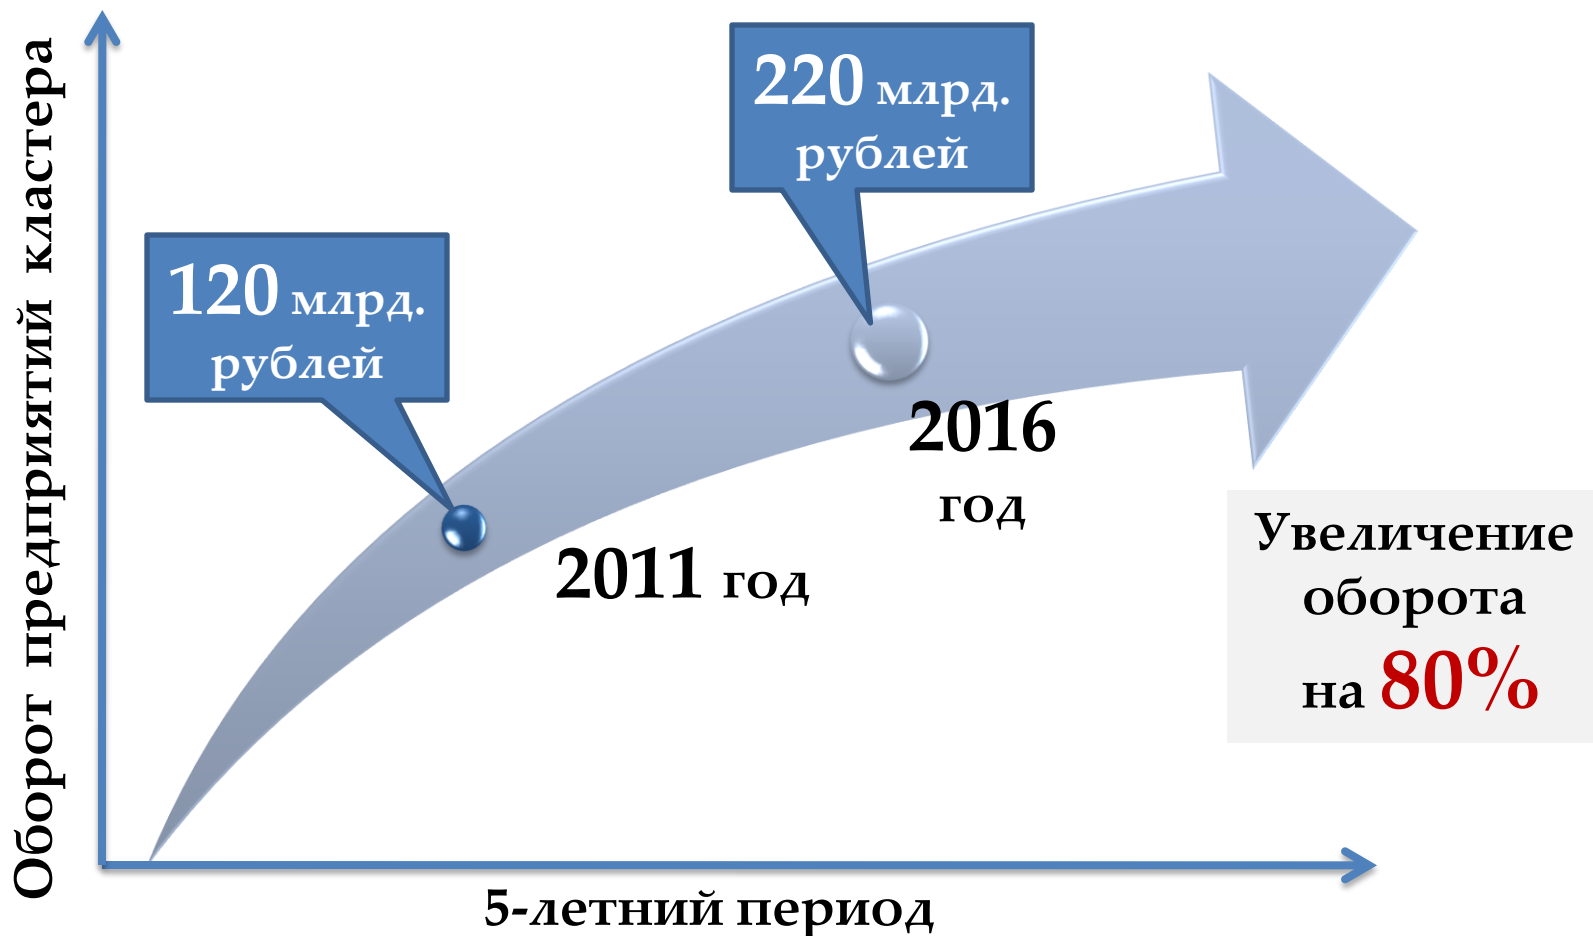 Оборот предприятий кластера
120 млрд.
рублей
220 млрд.
рублей
2011 год
2016
год
Увеличение
оборота
на 80%
5-летний период